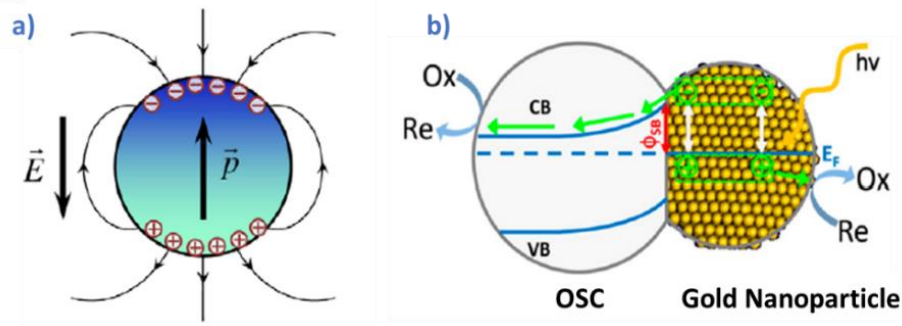 a)
E
p
b)
hν
Ox
Re
CB
ϕSB
EF
Ox
Re
VB
OSC
Gold Nanoparticle